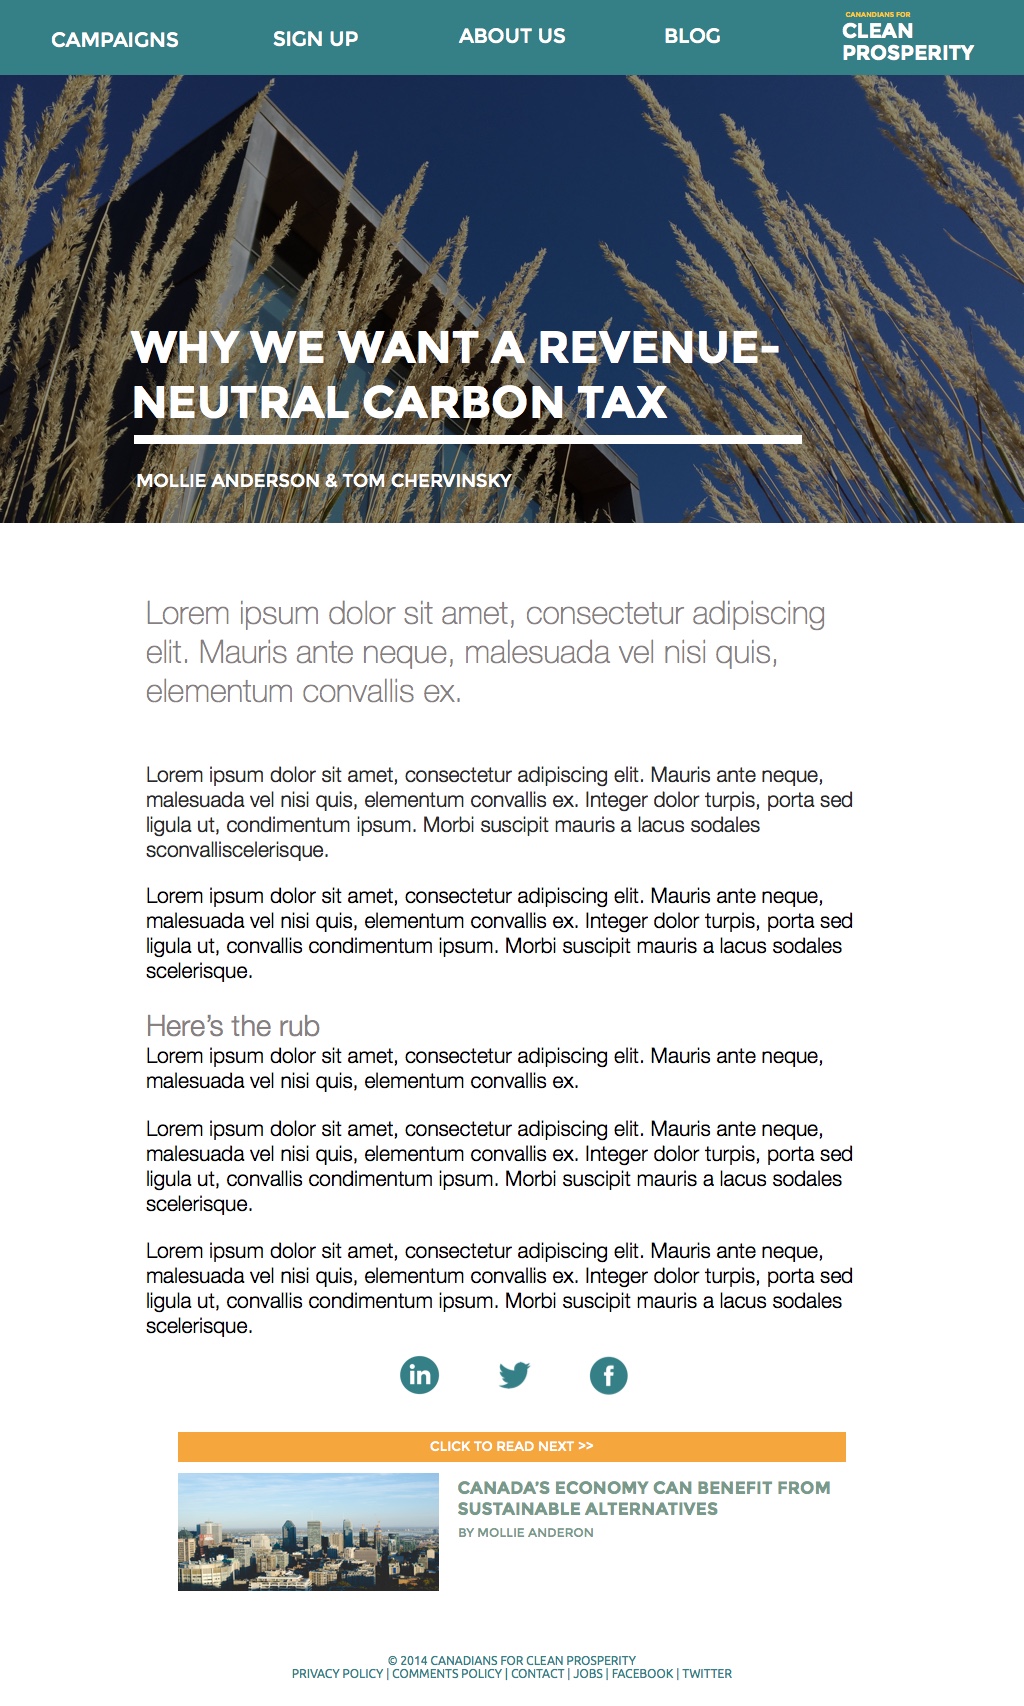 CAMPAIGNS
SIGN UP
ABOUT US
BLOG
CANANDIANS FOR
CLEAN
PROSPERITY
WHY WE WANT A REVENUE-
NEUTRAL CARBON TAX
MOLLIE ANDERSON & TOM CHERVINSKY
Lorem ipsum dolor sit amet, consectetur adipiscing
elit. Mauris ante neque, malesuada vel nisi quis,
elementum convallis ex.
Lorem ipsum dolor sit amet, consectetur adipiscing elit. Mauris ante neque,
malesuada vel nisi quis, elementum convallis ex. Integer dolor turpis, porta sed
ligula ut, condimentum ipsum. Morbi suscipit mauris a lacus sodales
sconvalliscelerisque.
Lorem ipsum dolor sit amet, consectetur adipiscing elit. Mauris ante neque,
malesuada vel nisi quis, elementum convallis ex. Integer dolor turpis, porta sed
ligula ut, convallis condimentum ipsum. Morbi suscipit mauris a lacus sodales
scelerisque.
Here's the rub
Lorem ipsum dolor sit amet, consectetur adipiscing elit. Mauris ante neque,
malesuada vel nisi quis, elementum convallis ex.
Lorem ipsum dolor sit amet, consectetur adipiscing elit. Mauris ante neque,
malesuada vel nisi quis, elementum convallis ex. Integer dolor turpis, porta sed
ligula ut, convallis condimentum ipsum. Morbi suscipit mauris a lacus sodales
scelerisque.
Lorem ipsum dolor sit amet, consectetur adipiscing elit. Mauris ante neque,
malesuada vel nisi quis, elementum convallis ex. Integer dolor turpis, porta sed
ligula ut, convallis condimentum ipsum. Morbi suscipit mauris a lacus sodales
scelerisque.
in
f
CLICK TO READ NEXT >>
CANADA'S ECONOMY CAN BENEFIT FROM
SUSTAINABLE ALTERNATIVES
BY MOLLIE ANDERON
© 2014 CANADIANS FOR CLEAN PROSPERITY
PRIVACY POLICY | COMMENTS POLICY | CONTACT | JOBS | FACEBOOK | TWITTER